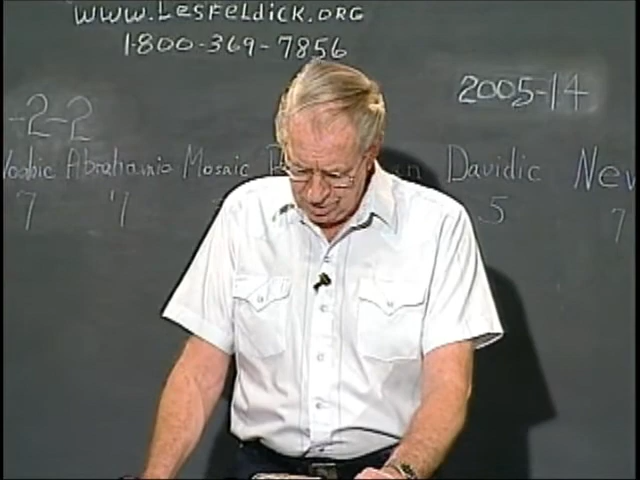 www.LesFeldick.org
1-800-369-7856
2005-14
-2-2
Abrahamic Mosaic Davidic New
7 7 5 7